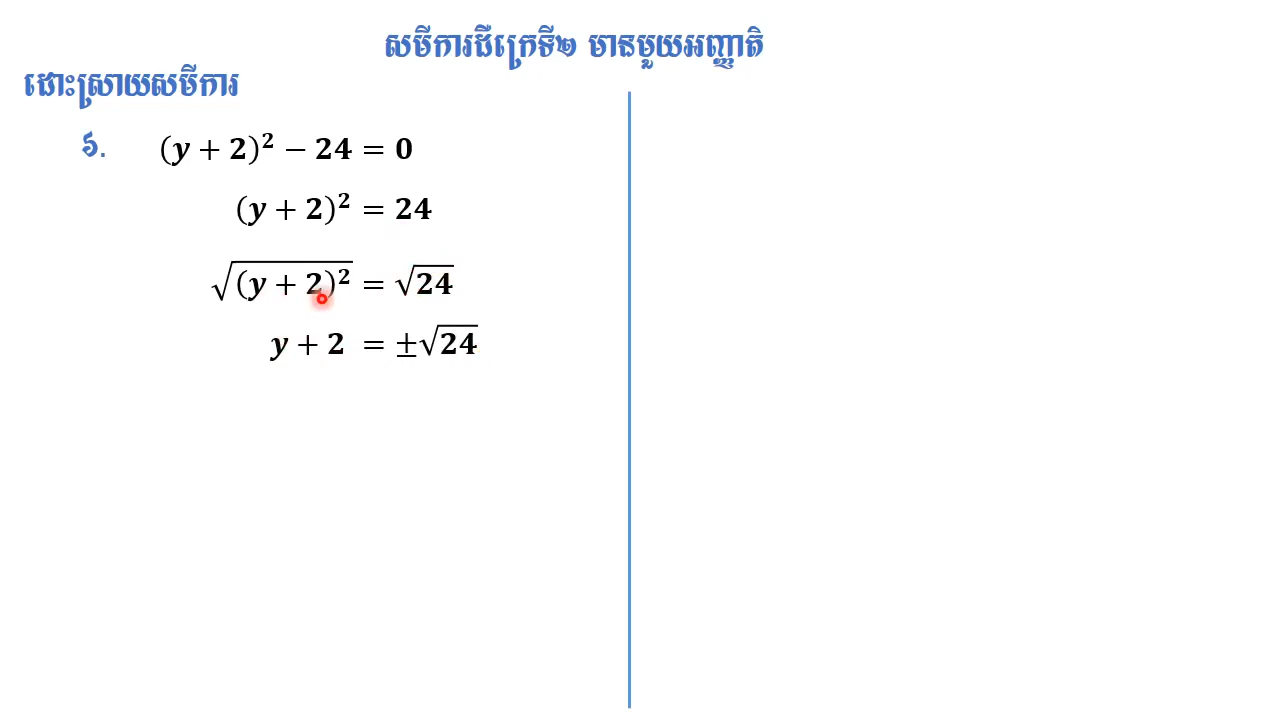 សមីការដឺក្រេទី២ មានមួយអញ្ញាតិ
ដោះស្រាយសមីការ
៦. (y + 2)² − 24 = 0
(y + 2)² = 24
√(y + 2)² = √24
y + 2 = ±√24